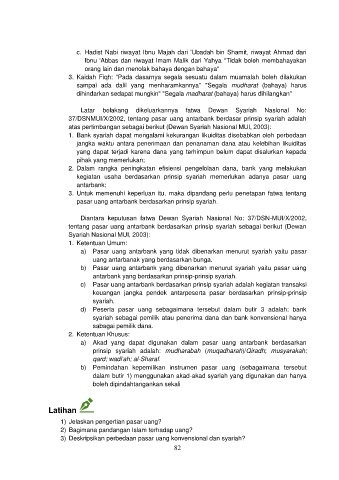 c. Hadist Nabi riwayat Ibnu Majah dari 'Ubadah bin Shamit, riwayat Ahmad dari
Ibnu 'Abbas dan riwayat Imam Malik dari Yahya "Tidak boleh membahayakan
orang lain dan menolak bahaya dengan bahaya"
3. Kaidah Fiqh: "Pada dasarnya segala sesuatu dalam muamalah boleh dilakukan
sampai ada dalil yang menharamkannya" "Segala mudharat (bahaya) harus
dihindarkan sedapat mungkin" "Segala madharat (bahaya) harus dihilangkan"
Latar belakang dikeluarkannya fatwa Dewan Syariah Nasional No:
37/DSNMUI/X/2002, tentang pasar uang antarbank berdasar prinsip syariah adalah
atas pertimbangan sebagai berikut (Dewan Syariah Nasional MUI, 2003):
1. Bank syariah dapat mengalami kekurangan likuiditas disebabkan oleh perbedaan
jangka waktu antara penerimaan dan penanaman dana atau kelebihan likuiditas
yang dapat terjadi karena dana yang terhimpun belum dapat disalurkan kepada
pihak yang memerlukan;
2. Dalam rangka peningkatan efisiensi pengelolaan dana, bank yang melakukan
kegiatan usaha berdasarkan prinsip syariah memerlukan adanya pasar uang
antarbank;
3. Untuk memenuhi keperluan itu, maka dipandang perlu penetapan fatwa tentang
pasar uang antarbank berdasarkan prinsip syariah.
Diantara keputusan fatwa Dewan Syariah Nasional No: 37/DSN-MUI/X/2002,
tentang pasar uang antarbank berdasarkan prinsip syariah sebagai berikut (Dewan
Syariah Nasional MUI, 2003):
1. Ketentuan Umum:
a) Pasar uang antarbank yang tidak dibenarkan menurut syariah yaitu pasar
uang antarbanak yang berdasarkan bunga.
b) Pasar uang antarbank yang dibenarkan menurut syariah yaitu pasar uang
antarbank yang berdasarkan prinsip-prinsip syariah.
c) Pasar uang antarbank berdasarkan prinsip syariah adalah kegiatan transaksi
keuangan jangka pendek antarpeserta pasar berdasarkan prinsip-prinsip
syariah,
d) Peserta pasar uang sebagaimana tersebut dalam butir 3 adalah: bank
syariah sebagai pemilik atau penerima dana dan bank konvensional hanya
sabagai pemilik dana.
2. Ketentuan Khusus:
a) Akad yang dapat digunakan dalam pasar uang antarbank berdasarkan
prinsip syariah adalah: mudharabah (muqadharah)/Qiradh; musyarakah;
qard; wadi'ah; al-Sharaf.
b) Pemindahan kepemilikan instrumen pasar uang (sebagaimana tersebut
dalam butir 1) menggunakan akad-akad syariah yang digunakan dan hanya
boleh dipindahtangankan sekali
Latihan
1) Jelaskan pengertian pasar uang?
2) Bagimana pandangan Islam terhadap uang?
3) Deskripsikan perbedaan pasar uang konvensional dan syariah?
82